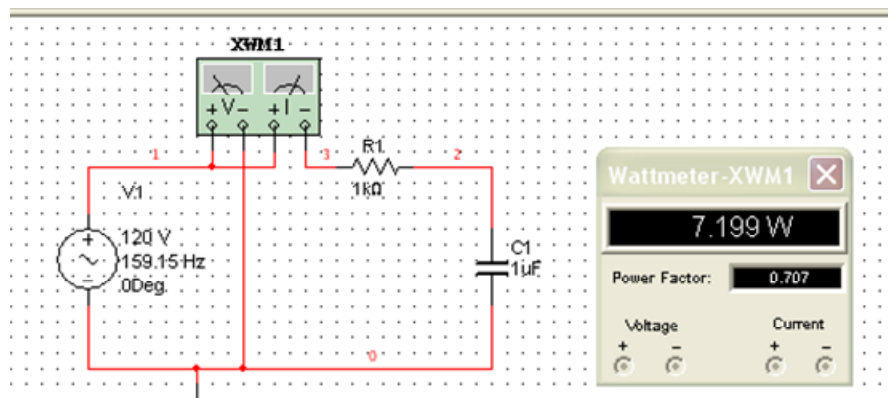 XWM1
+ V - + I -
1
3
R1
2
1kΩ
V1
120 V
159.15 Hz
0Deg
C1
1uF
0
Wattmeter-XWM1
7.199 W
Power Factor: 0.707
Voltage Current
+ - + -